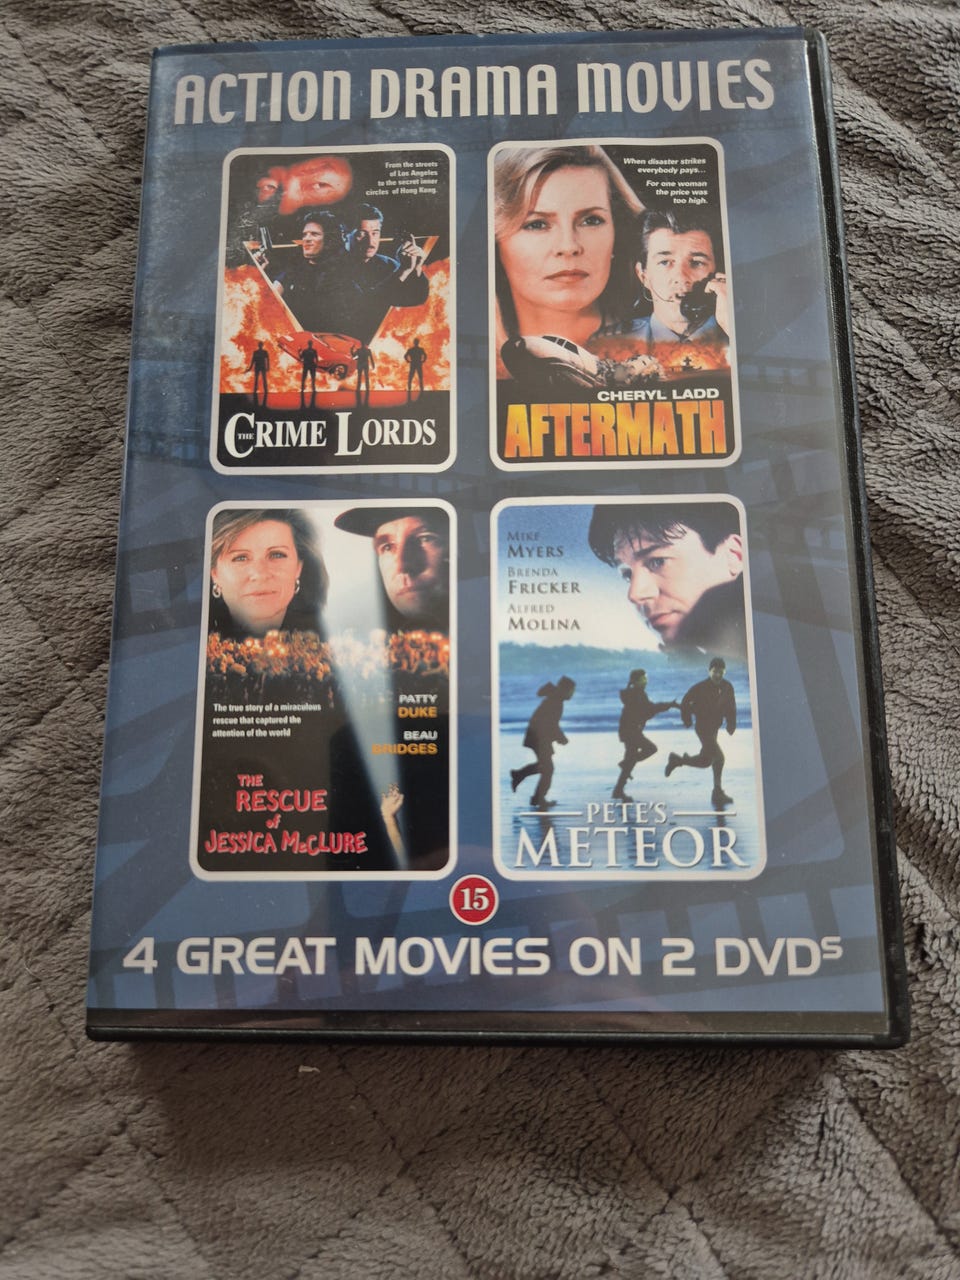 ACTION DRAMA MOVIES
From the streets
of Los Angeles
to the secret inner
circles of Hong Kong.
THE CRIME LORDS
When disaster strikes
everybody pays...
For one woman
the price was
too high.
CHERYL LADD
AFTERMATH
The true story of a miraculous
rescue that captured the
attention of the world
PATTY
DUKE
BEAU
BRIDGES
THE
RESCUE
of
JESSICA McCLURE
MIKE
MYERS
BRENDA
FRICKER
ALFRED
MOLINA
PETE'S
METEOR
15
4 GREAT MOVIES ON 2 DVDS